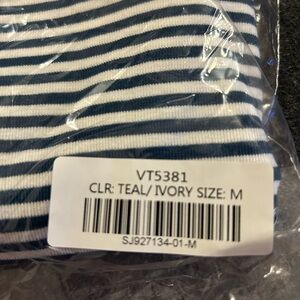 VT5381
CLR: TEAL/ IVORY SIZE: M
SJ927134-01-M